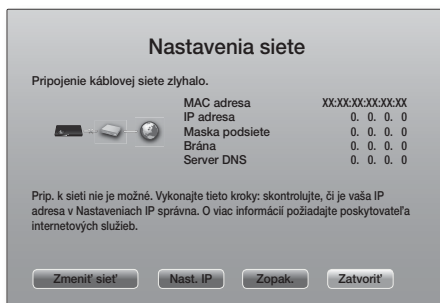 Nastavenia siete
Pripojenie káblovej siete zlyhalo.
MAC adresa XX:XX:XX:XX:XX:XX
IP adresa 0. 0. 0. 0
Maska podsiete 0. 0. 0. 0
Brána 0. 0. 0. 0
Server DNS 0. 0. 0. 0
Prip. k sieti nie je možné. Vykonajte tieto kroky: skontrolujte, či je vaša IP
adresa v Nastaveniach IP správna. O viac informácií požiadajte poskytovateľa
internetových služieb.
Zmeniť sieť Nast. IP Zopak. Zatvoriť